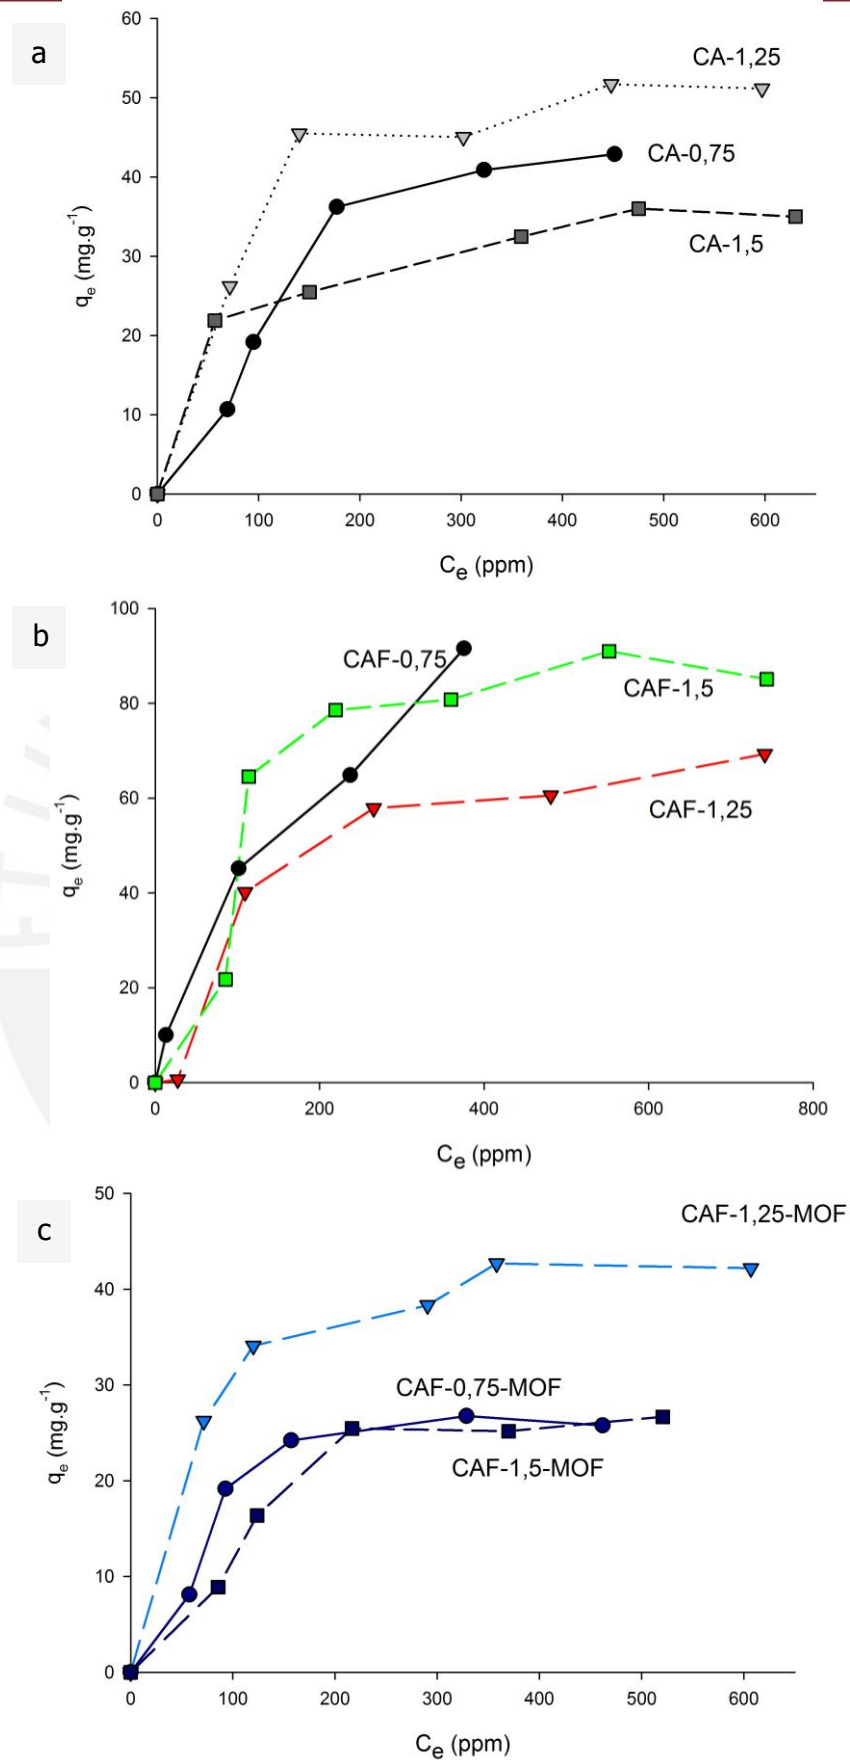 a
60
50
40
30
20
10
0
qe (mg.g-1)
CA-1,25
CA-0,75
CA-1,5
0 100 200 300 400 500 600
Ce (ppm)
b
100
80
60
40
20
0
qe (mg.g-1)
CAF-0,75
CAF-1,5
CAF-1,25
0 200 400 600 800
Ce (ppm)
c
50
40
30
20
10
0
qe (mg.g-1)
CAF-1,25-MOF
CAF-0,75-MOF
CAF-1,5-MOF
0 100 200 300 400 500 600
Ce (ppm)